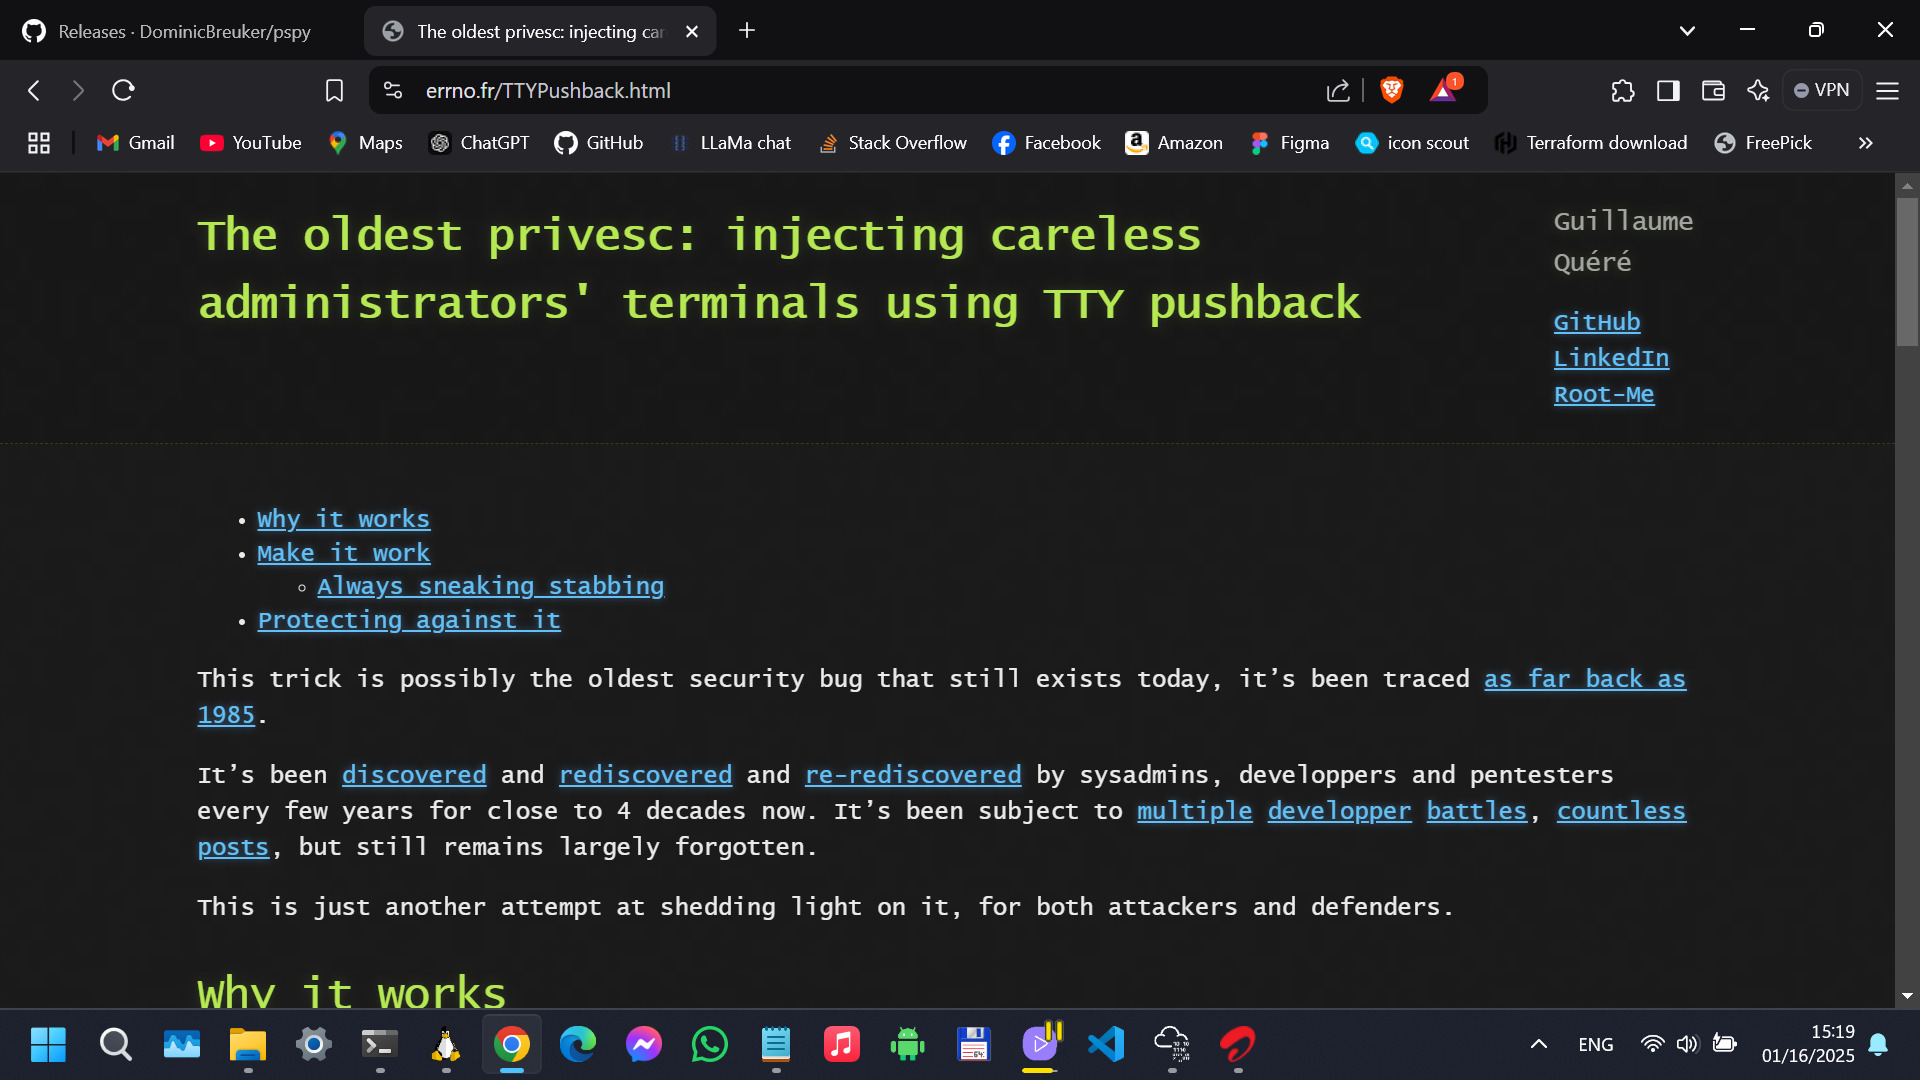 Releases · DominicBreuker/pspy
The oldest privesc: injecting car
errno.fr/TTYPushback.html
1
VPN
Gmail
YouTube
Maps
ChatGPT
GitHub
LLaMa chat
Stack Overflow
Facebook
Amazon
Figma
icon scout
Terraform download
FreePick
The oldest privesc: injecting careless
administrators' terminals using TTY pushback
Guillaume
Quéré
GitHub
LinkedIn
Root-Me
Why it works
Make it work
Always sneaking stabbing
Protecting against it
This trick is possibly the oldest security bug that still exists today, it’s been traced as far back as
1985.
It’s been discovered and rediscovered and re-rediscovered by sysadmins, developpers and pentesters
every few years for close to 4 decades now. It’s been subject to multiple developper battles, countless
posts, but still remains largely forgotten.
This is just another attempt at shedding light on it, for both attackers and defenders.
Why it works
ENG
15:19
01/16/2025